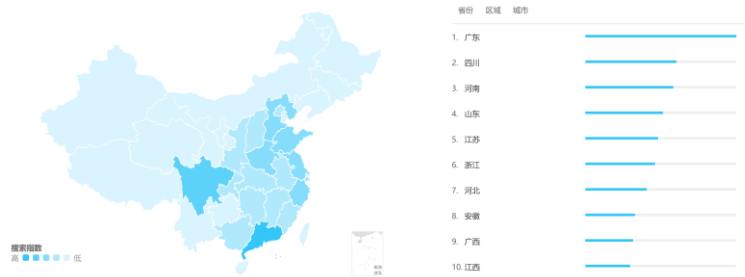 省份 区域 城市
1. 广东
2. 四川
3. 河南
4. 山东
5. 江苏
6. 浙江
7. 河北
8. 安徽
9. 广西
10. 江西
搜索指数
高 低